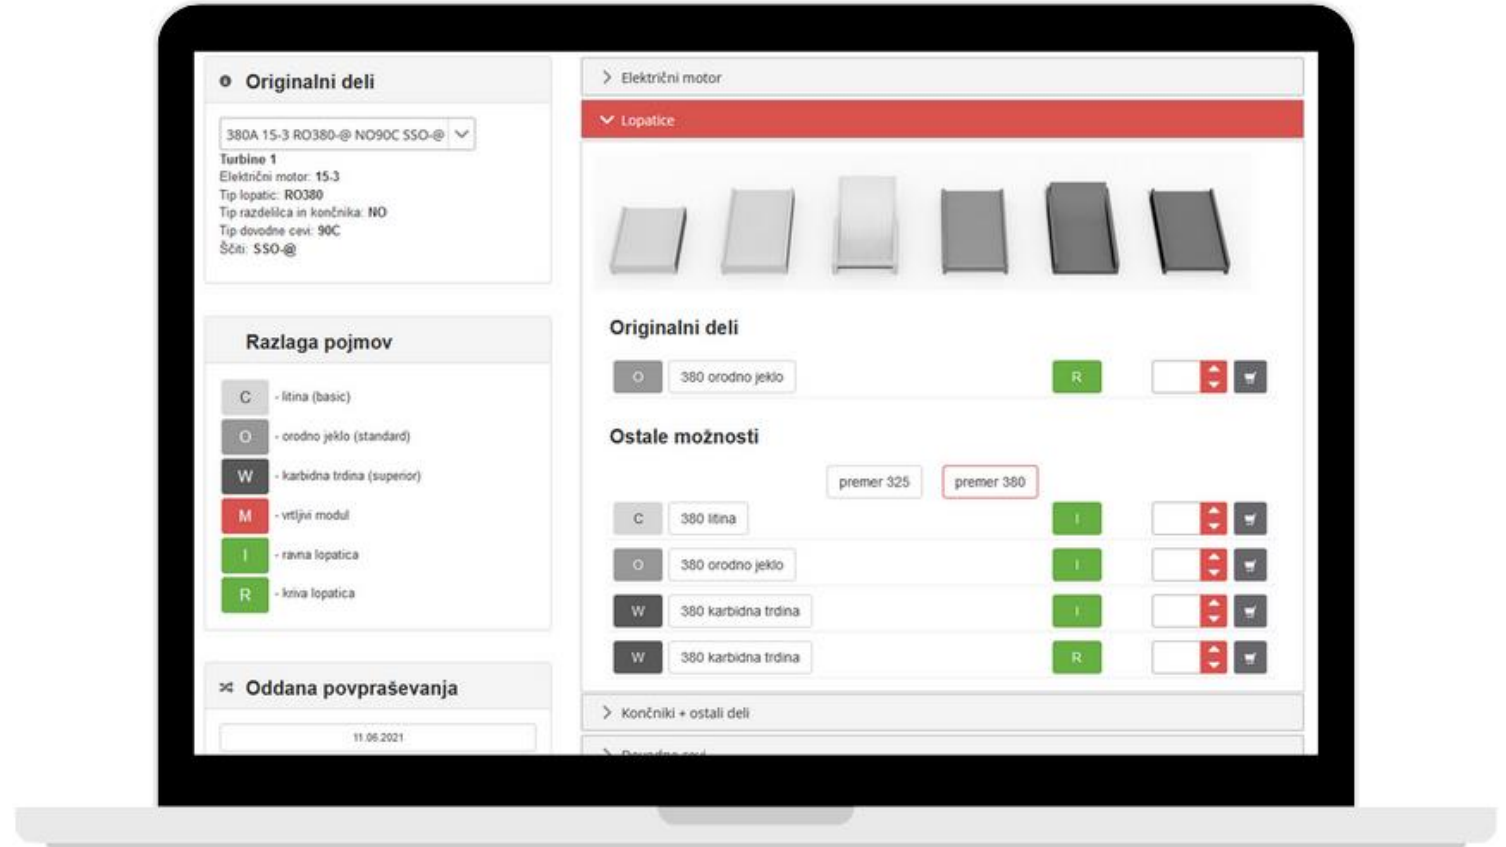 Originalni deli
380A 15-3 RO380-@ NO90C SSO-@
Turbine 1
Električni motor: 15-3
Tip lopatic: RO380
Tip razdelilca in končnika: NO
Tip dovodne cevi: 90C
Ščiti: SSO-@
Razlaga pojmov
C - litina (basic)
O - orodno jeklo (standard)
W - karbidna trdina (superior)
M - vrtljivi modul
I - ravna lopatica
R - kriva lopatica
Oddana povpraševanja
11.06.2021
Električni motor
Lopatice
Originalni deli
O 380 orodno jeklo R
Ostale možnosti
premer 325 premer 380
C 380 litina I
O 380 orodno jeklo I
W 380 karbidna trdina I
W 380 karbidna trdina R
Končniki + ostali deli